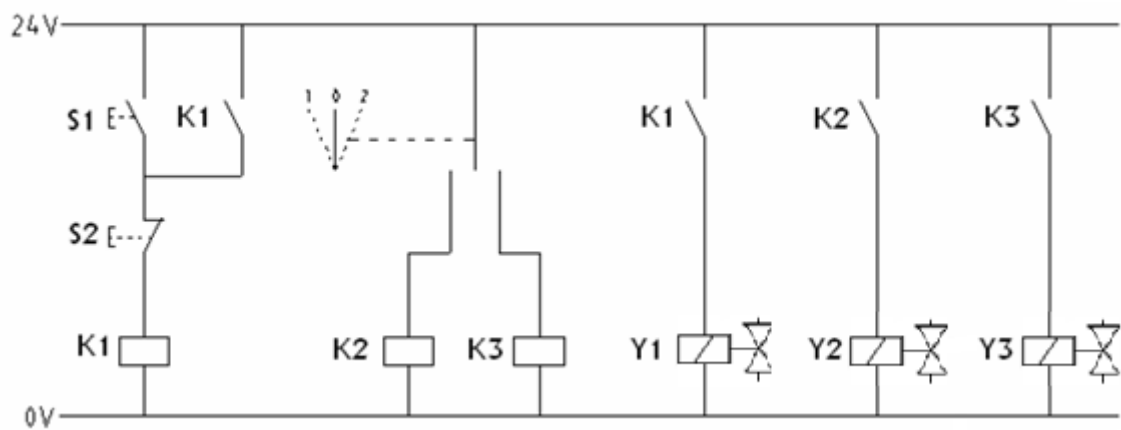 24V
1 0 2
S1 K1 K1 K2 K3
S2
K1 K2 K3 Y1 Y2 Y3
0V